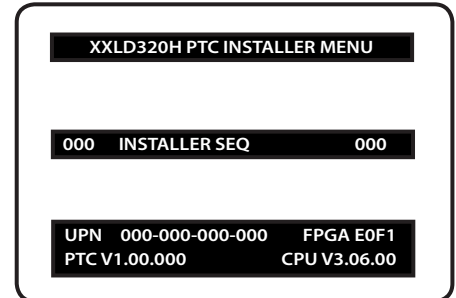 XXLD320H PTC INSTALLER MENU
000 INSTALLER SEQ 000
UPN 000-000-000-000 FPGA E0F1
PTC V1.00.000 CPU V3.06.00